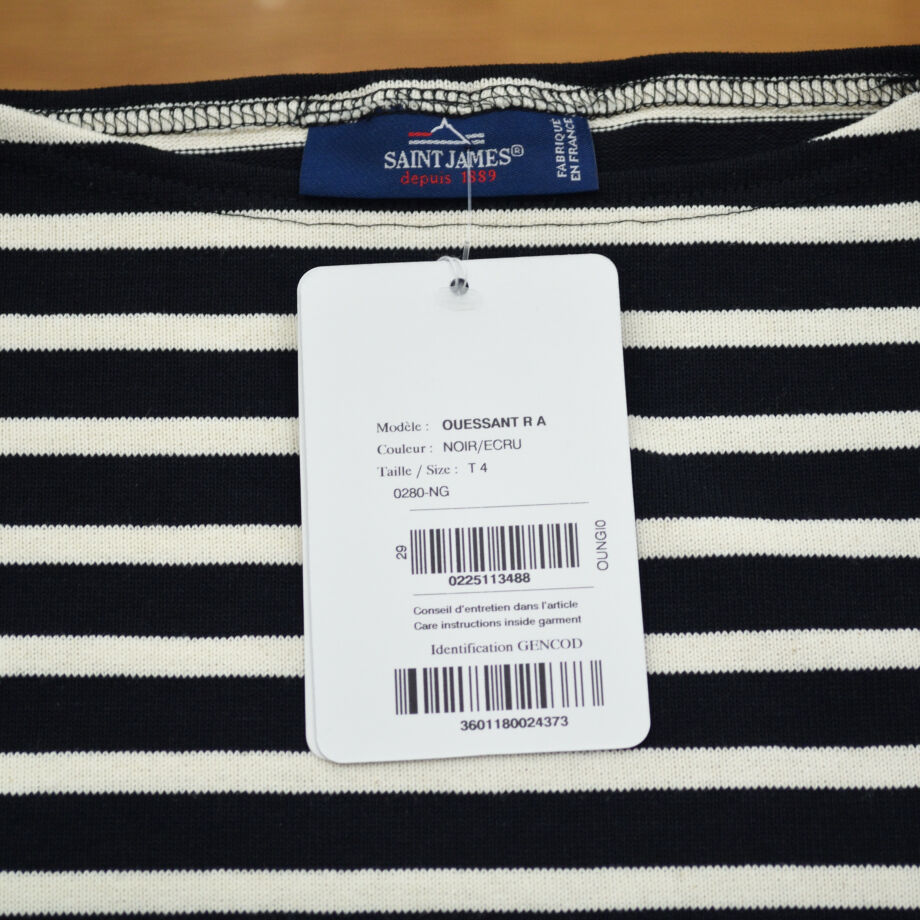 SAINT JAMES®
depuis 1889
FABRIQUÉ
EN FRANCE
Modèle : OUESSANT R A
Couleur : NOIR/ECRU
Taille / Size : T 4
0280-NG
29
OUNGI0
0225113488
Conseil d'entretien dans l'article
Care instructions inside garment
Identification GENCOD
3601180024373